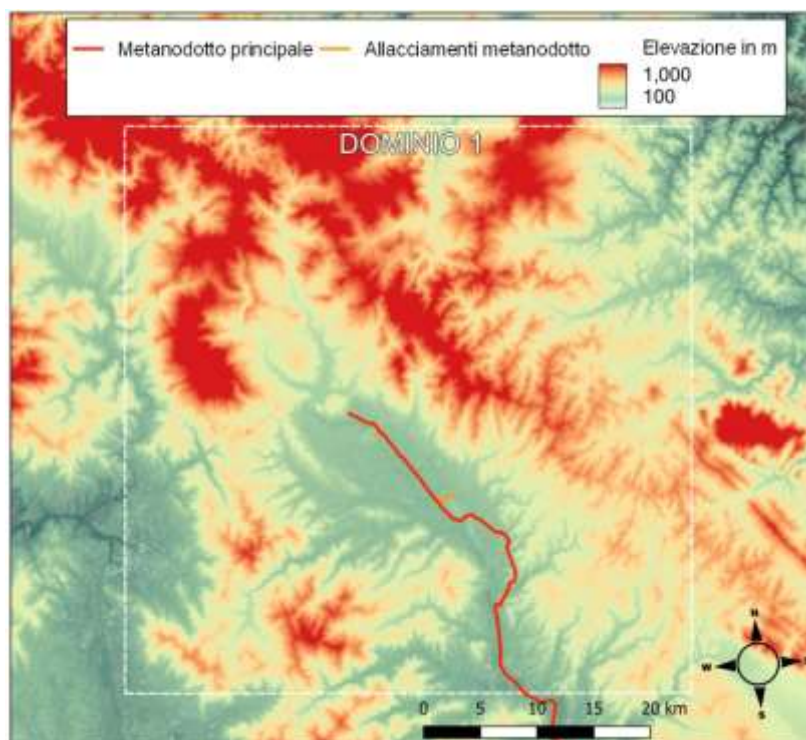 Metanodotto principale Allacciamenti metanodotto Elevazione in m
1,000
100
DOMINIO 1
N
W
S
0 5 10 15 20 km